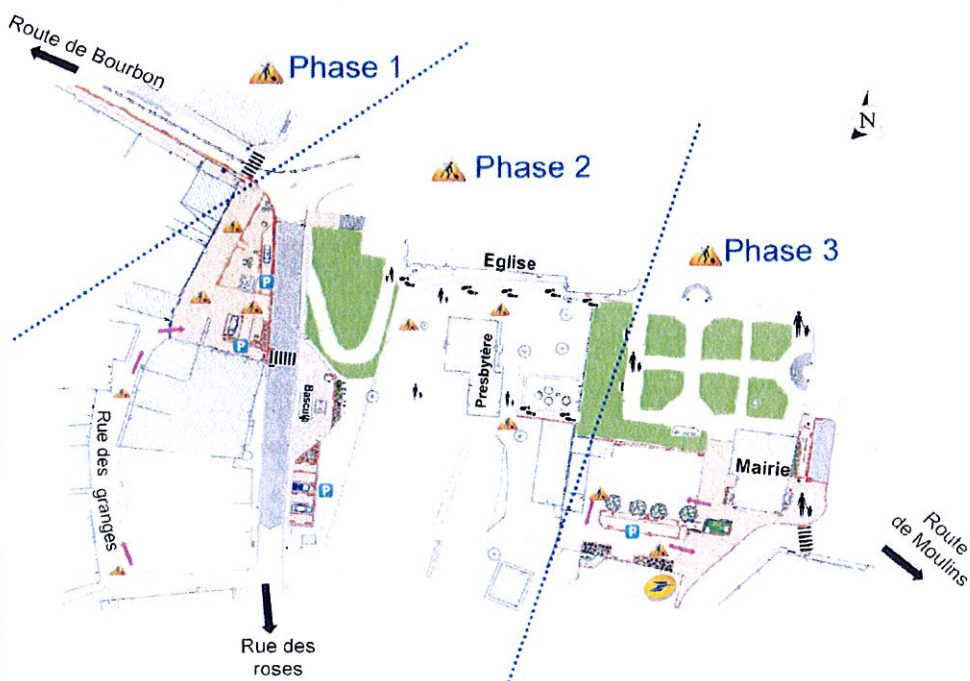 Route de Bourbon
Phase 1
N
Phase 2
Phase 3
Eglise
P
P
Presbytère
Bascule
Rue des granges
Mairie
P
P
Route
de Moulins
Rue des
roses